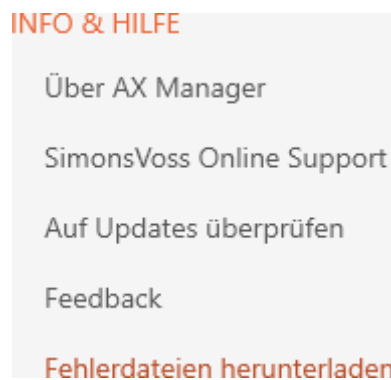 INFO & HILFE
Über AX Manager
SimonsVoss Online Support
Auf Updates überprüfen
Feedback
Fehlerdateien herunterladen